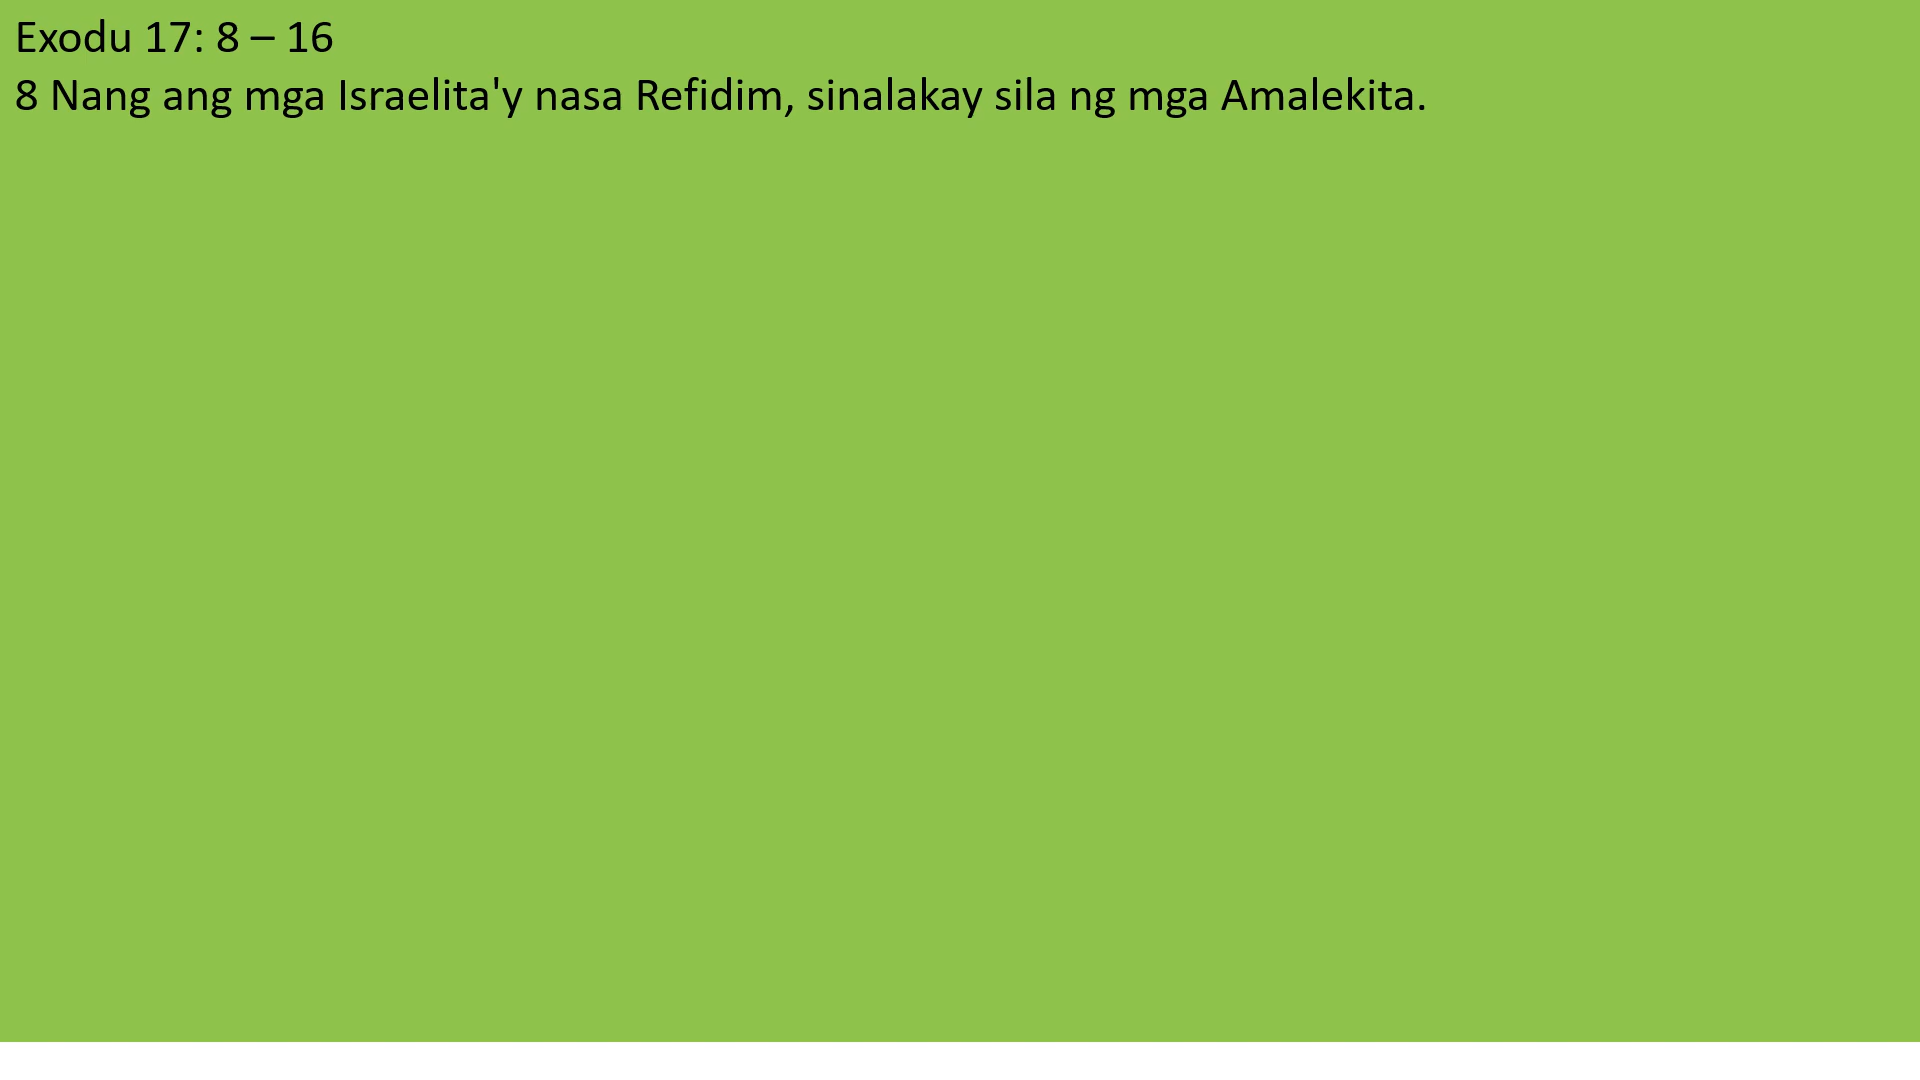 Exodu 17: 8 – 16
8 Nang ang mga Israelita'y nasa Refidim, sinalakay sila ng mga Amalekita.